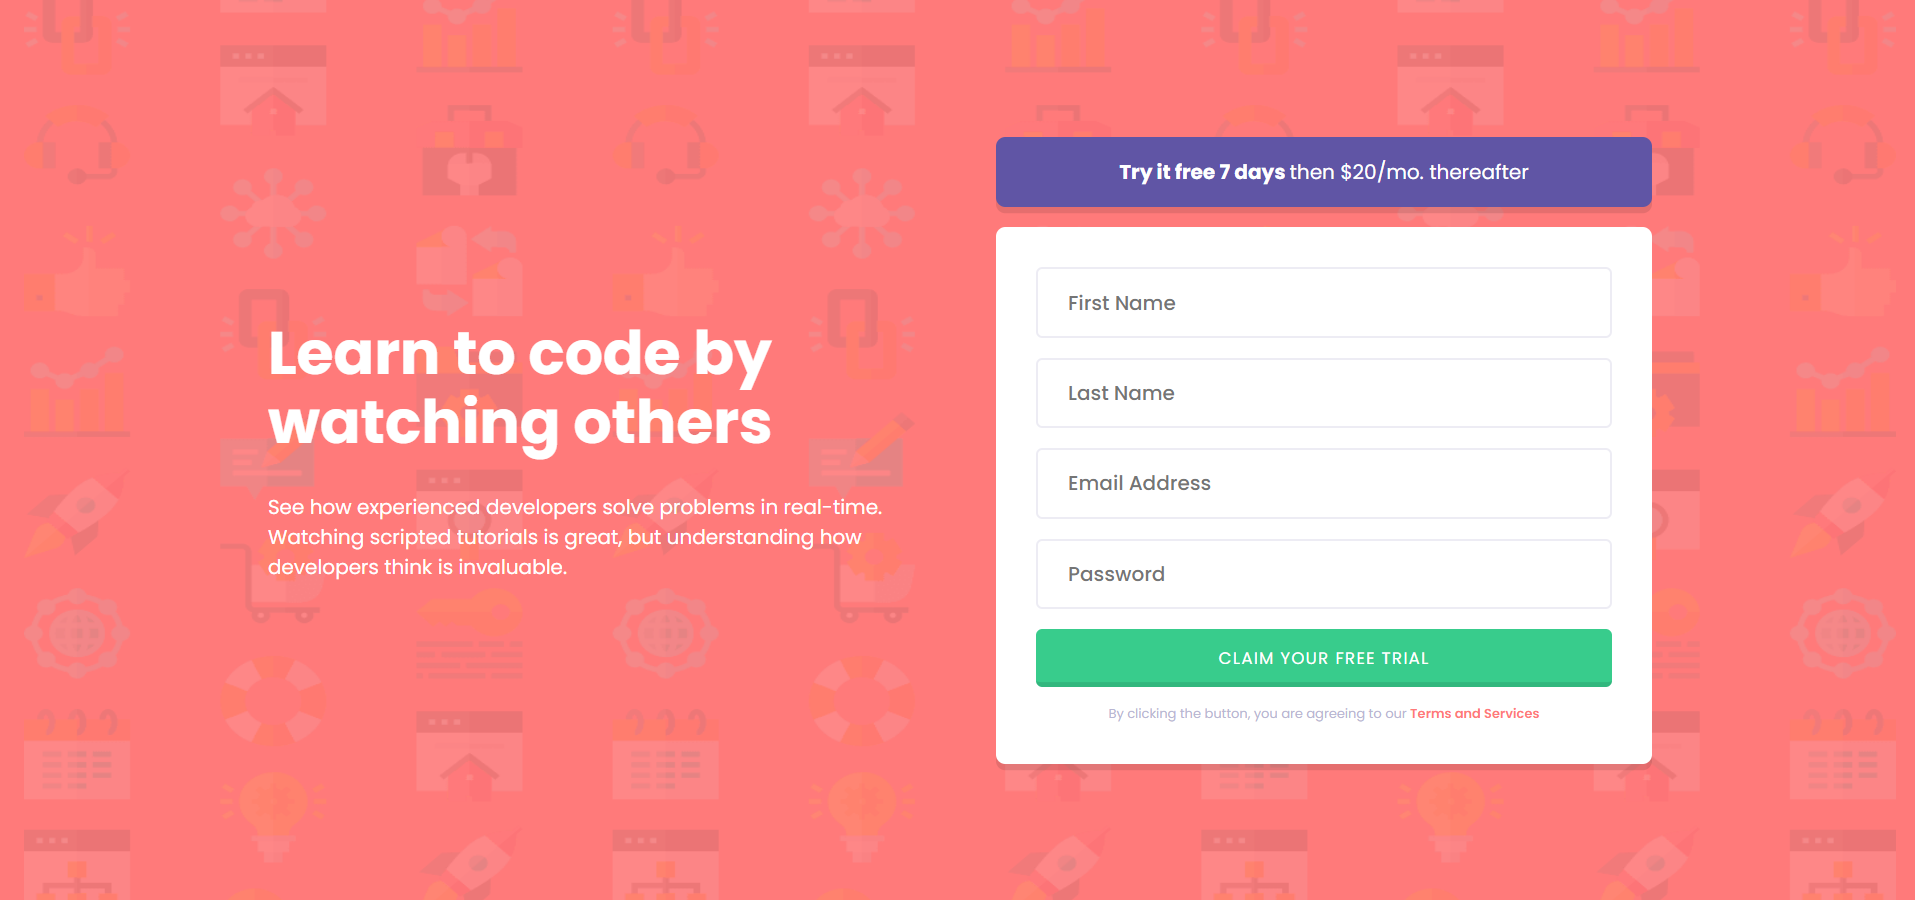 Learn to code by
watching others
See how experienced developers solve problems in real-time.
Watching scripted tutorials is great, but understanding how
developers think is invaluable.
Try it free 7 days then $20/mo. thereafter
First Name
Last Name
Email Address
Password
CLAIM YOUR FREE TRIAL
By clicking the button, you are agreeing to our Terms and Services